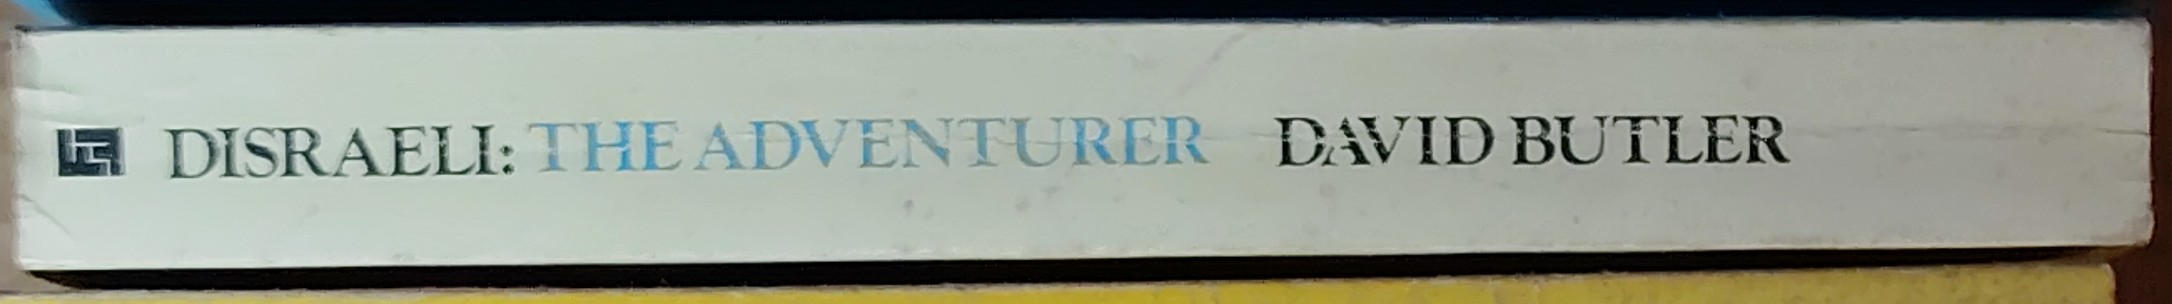 DISRAELI: THE ADVENTURER DAVID BUTLER